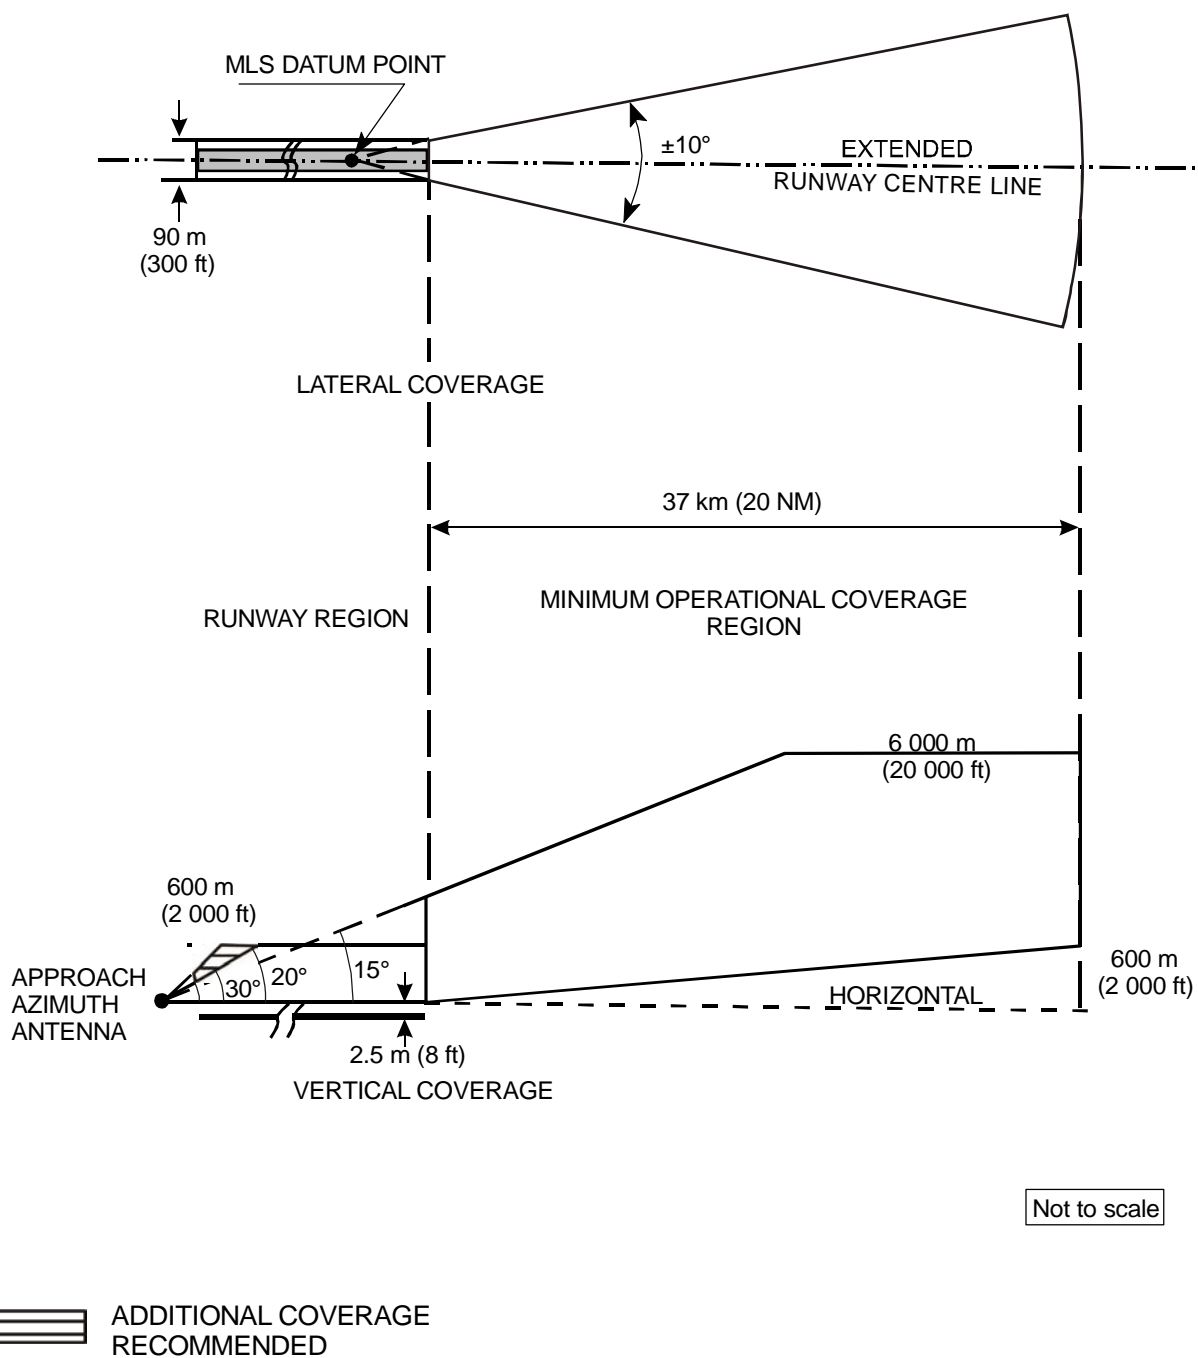 MLS DATUM POINT
±10°
EXTENDED
RUNWAY CENTRE LINE
90 m
(300 ft)
LATERAL COVERAGE
37 km (20 NM)
RUNWAY REGION
MINIMUM OPERATIONAL COVERAGE
REGION
6 000 m
(20 000 ft)
600 m
(2 000 ft)
APPROACH
AZIMUTH
ANTENNA
30°
20°
15°
HORIZONTAL
600 m
(2 000 ft)
2.5 m (8 ft)
VERTICAL COVERAGE
Not to scale
ADDITIONAL COVERAGE
RECOMMENDED